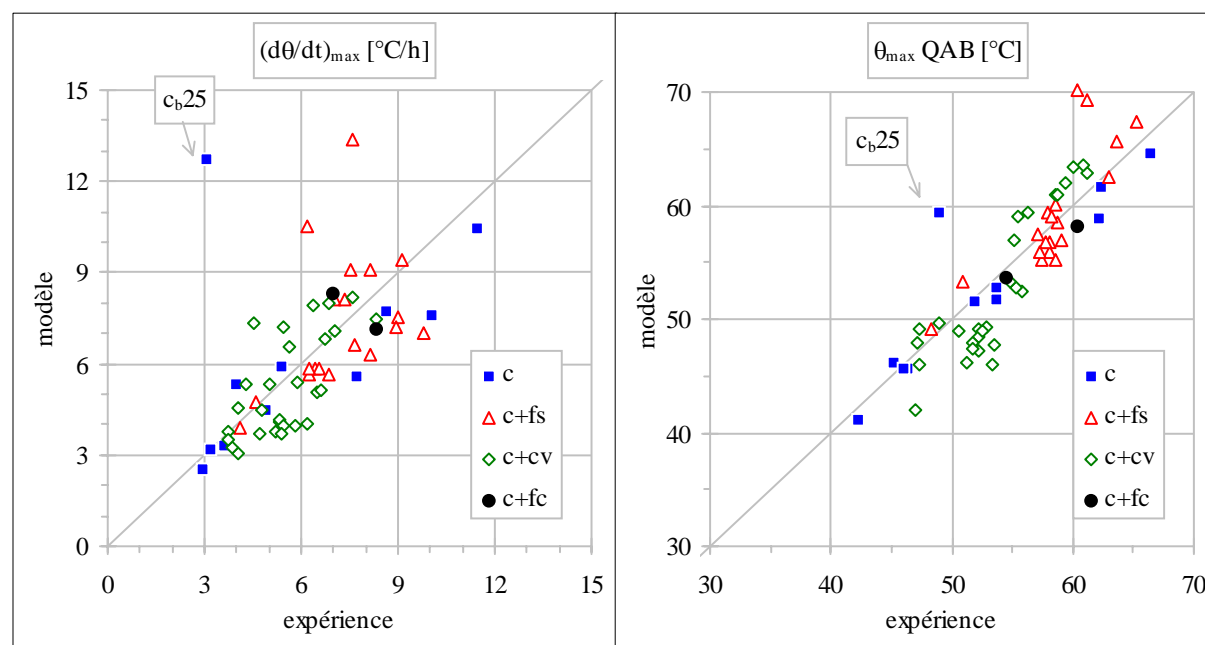 (dθ/dt)max [°C/h]
c_b25
modèle
15
12
9
6
3
0
0 3 6 9 12 15
expérience
c
c+fs
c+cv
c+fc
θmax QAB [°C]
c_b25
modèle
70
60
50
40
30
30 40 50 60 70
expérience
c
c+fs
c+cv
c+fc